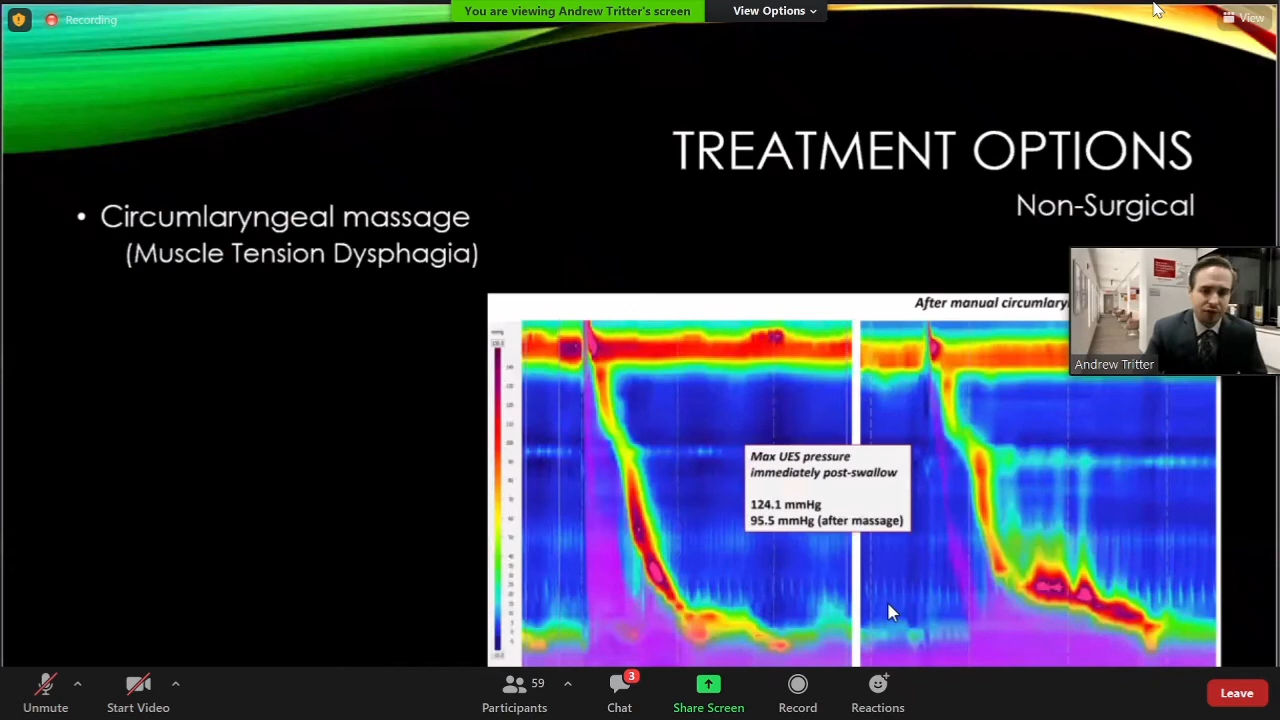 Recording
You are viewing Andrew Tritter's screen
View Options
View
TREATMENT OPTIONS
Non-Surgical
• Circumlaryngeal massage
(Muscle Tension Dysphagia)
After manual circumlary
Andrew Tritter
Max UES pressure
immediately post-swallow
124.1 mmHg
95.5 mmHg (after massage)
Unmute
Start Video
59
Participants
3
Chat
Share Screen
Record
Reactions
Leave